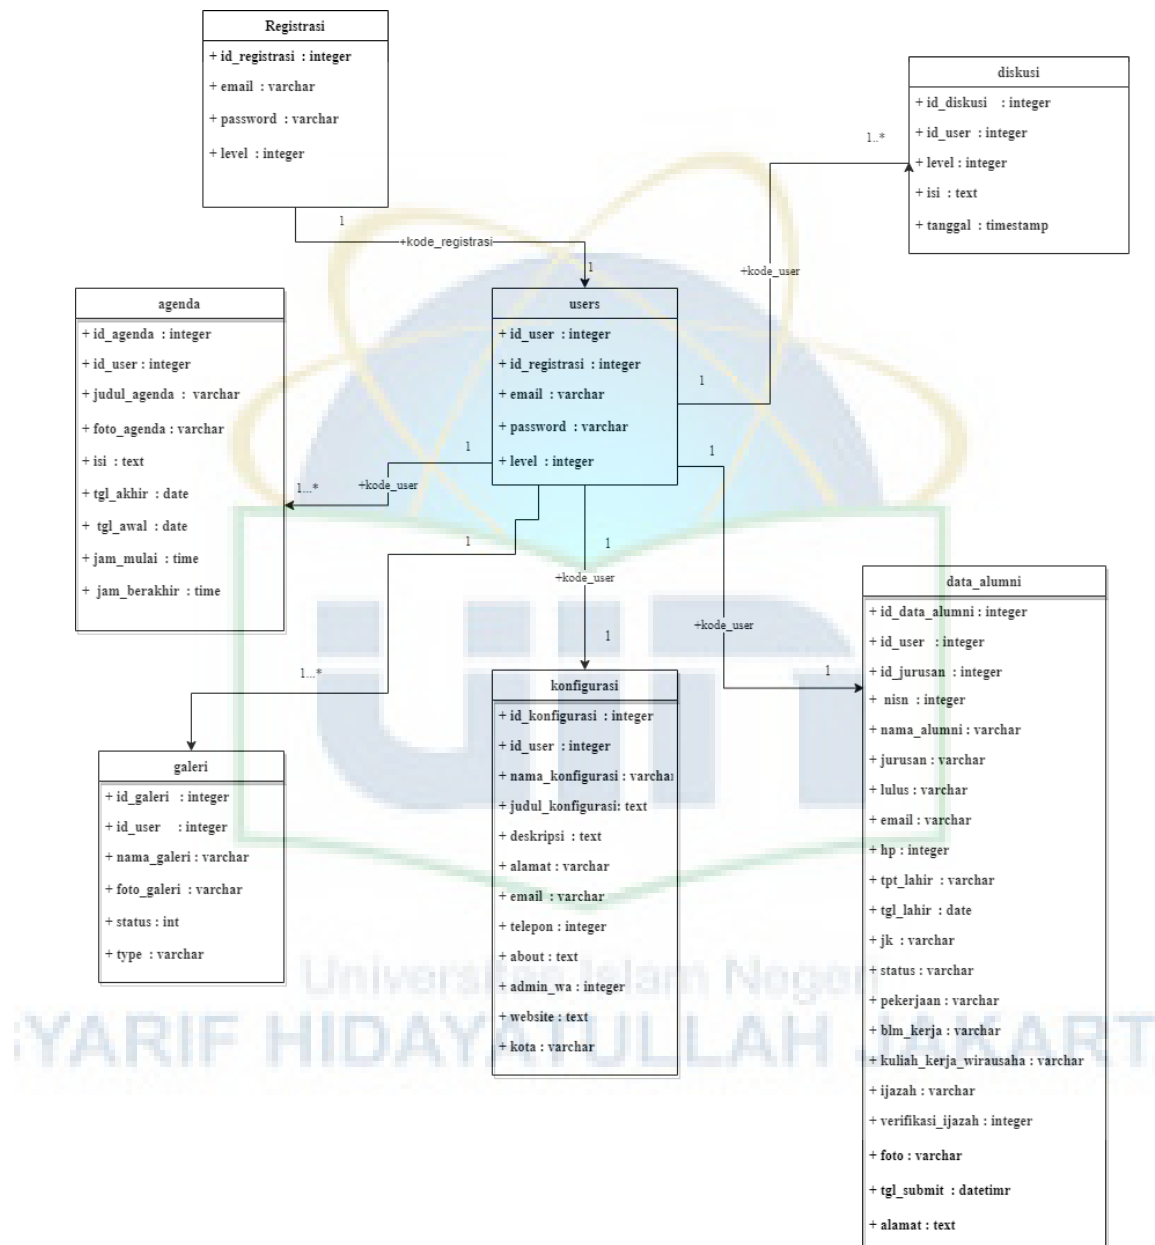 Registrasi
+ id_registrasi : integer
+ email : varchar
+ password : varchar
+ level : integer
diskusi
+ id_diskusi : integer
+ id_user : integer
+ level : integer
+ isi : text
+ tanggal : timestamp
1..*
1
+kode_registrasi
1
+kode_user
agenda
+ id_agenda : integer
+ id_user : integer
+ judul_agenda : varchar
+ foto_agenda : varchar
+ isi : text
+ tgl_akhir : date
+ tgl_awal : date
+ jam_mulai : time
+ jam_berakhir : time
users
+ id_user : integer
+ id_registrasi : integer
+ email : varchar
+ password : varchar
+ level : integer
1
1
1
+kode_user
1...*
1
1
+kode_user
1
+kode_user
1
1...*
galeri
+ id_galeri : integer
+ id_user : integer
+ nama_galeri : varchar
+ foto_galeri : varchar
+ status : int
+ type : varchar
konfigurasi
+ id_konfigurasi : integer
+ id_user : integer
+ nama_konfigurasi : varchar
+ judul_konfigurasi: text
+ deskripsi : text
+ alamat : varchar
+ email : varchar
+ telepon : integer
+ about : text
+ admin_wa : integer
+ website : text
+ kota : varchar
data_alumni
+ id_data_alumni : integer
+ id_user : integer
+ id_jurusan : integer
+ nisn : integer
+ nama_alumni : varchar
+ jurusan : varchar
+ lulus : varchar
+ email : varchar
+ hp : integer
+ tpt_lahir : varchar
+ tgl_lahir : date
+ jk : varchar
+ status : varchar
+ pekerjaan : varchar
+ blm_kerja : varchar
+ kuliah_kerja_wirausaha : varchar
+ ijazah : varchar
+ verifikasi_ijazah : integer
+ foto : varchar
+ tgl_submit : datetimr
+ alamat : text
uin
Universitas Islam Negeri
SYARIF HIDAYATULLAH JAKART